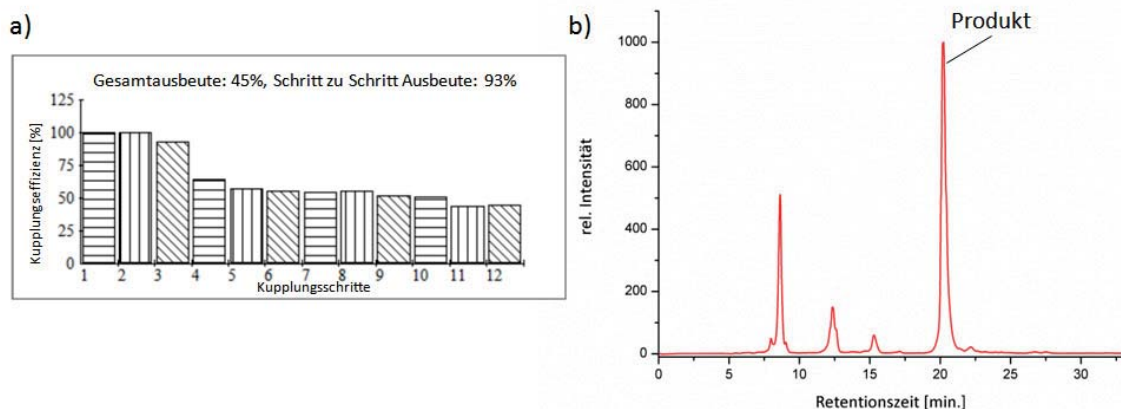 a)
Gesamtausbeute: 45%, Schritt zu Schritt Ausbeute: 93%
125
100
75
50
25
0
Kupplungseffizienz [%]
1 2 3 4 5 6 7 8 9 10 11 12
Kupplungsschritte
b)
Produkt
1000
800
600
400
200
0
rel. Intensität
0 5 10 15 20 25 30
Retentionszeit [min.]